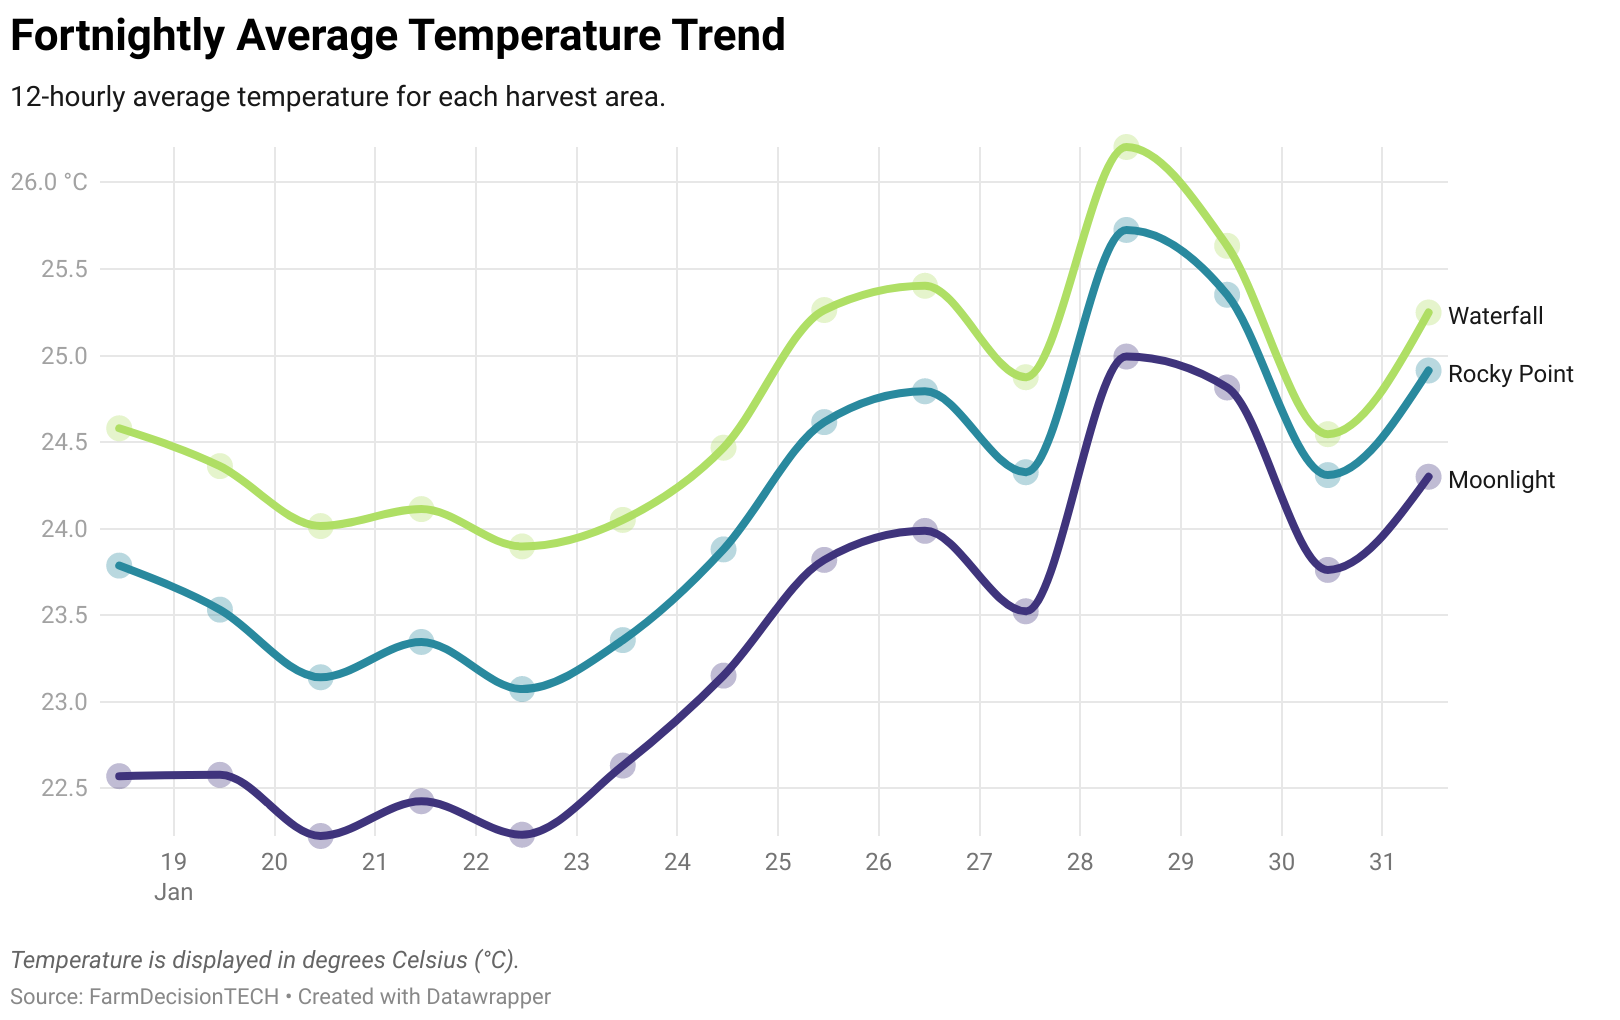 Fortnightly Average Temperature Trend
12-hourly average temperature for each harvest area.
26.0 °C
25.5
25.0
24.5
24.0
23.5
23.0
22.5
Waterfall
Rocky Point
Moonlight
19 20 21 22 23 24 25 26 27 28 29 30 31
Jan
Temperature is displayed in degrees Celsius (°C).
Source: FarmDecisionTECH • Created with Datawrapper